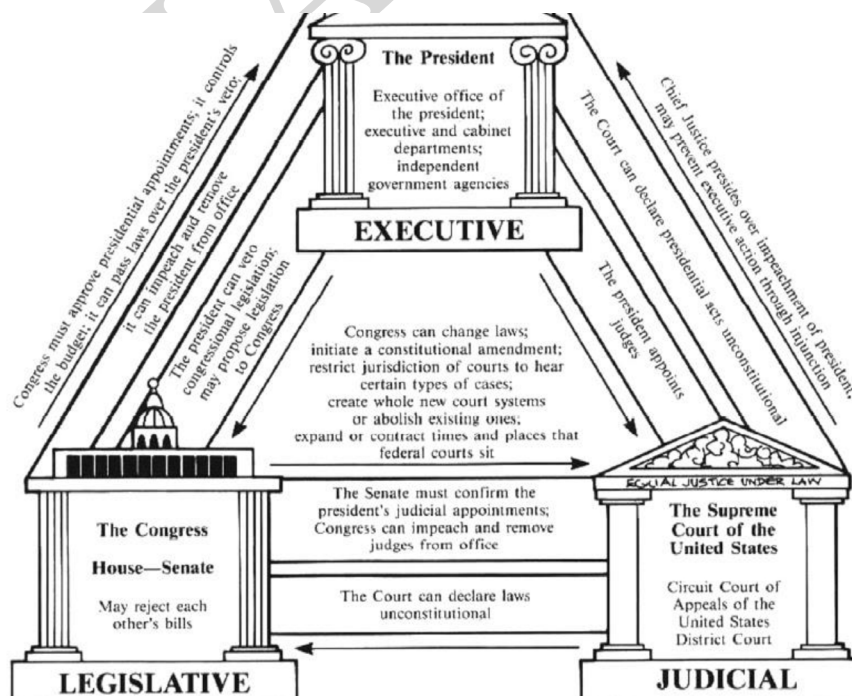 The President
Executive office of
the president;
executive and cabinet
departments;
independent
government agencies
EXECUTIVE
Congress must approve presidential appointments; it controls
the budget; it can pass laws over the president's veto;
it can impeach and remove
the president from office
The president can veto
congressional legislation;
may propose legislation
to Congress
Chief Justice presides over impeachment of president;
may prevent executive action through injunction
The Court can declare presidential acts unconstitutional
The president appoints
judges
Congress can change laws;
initiate a constitutional amendment;
restrict jurisdiction of courts to hear
certain types of cases;
create whole new court systems
or abolish existing ones;
expand or contract times and places that
federal courts sit
The Senate must confirm the
president's judicial appointments;
Congress can impeach and remove
judges from office
The Court can declare laws
unconstitutional
The Congress
House—Senate
May reject each
other's bills
LEGISLATIVE
EQUAL JUSTICE UNDER LAW
The Supreme
Court of the
United States
Circuit Court of
Appeals of the
United States
District Court
JUDICIAL